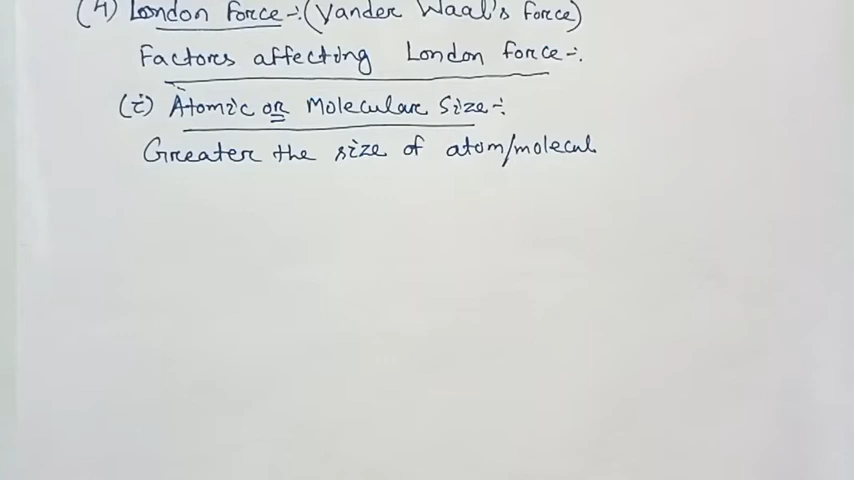 (4) London Force -:(Vander Waal's Force)
Factors affecting London force -:
(i) Atomic or Molecular Size -:
Greater the size of atom/molecul